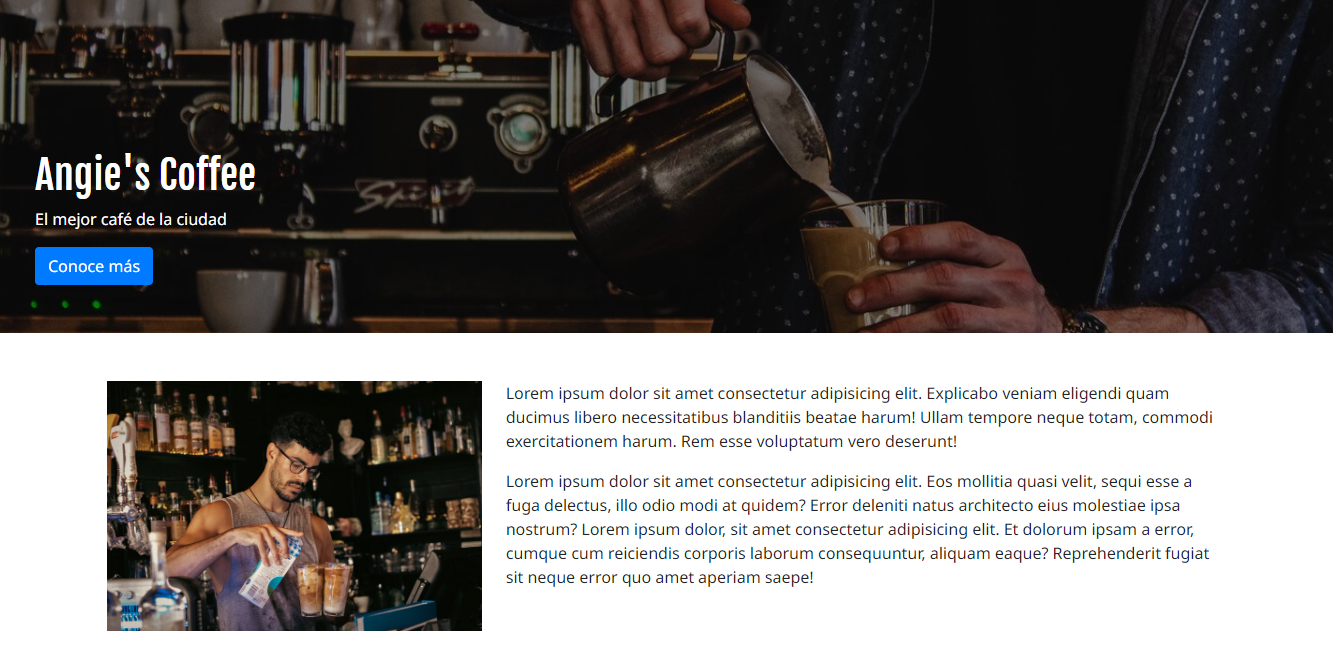 Angie's Coffee
El mejor café de la ciudad
Conoce más
Spirit
Lorem ipsum dolor sit amet consectetur adipisicing elit. Explicabo veniam eligendi quam
ducimus libero necessitatibus blanditiis beatae harum! Ullam tempore neque totam, commodi
exercitationem harum. Rem esse voluptatum vero deserunt!
Lorem ipsum dolor sit amet consectetur adipisicing elit. Eos mollitia quasi velit, sequi esse a
fuga delectus, illo odio modi at quidem? Error deleniti natus architecto eius molestiae ipsa
nostrum? Lorem ipsum dolor, sit amet consectetur adipisicing elit. Et dolorum ipsam a error,
cumque cum reiciendis corporis laborum consequuntur, aliquam eaque? Reprehenderit fugiat
sit neque error quo amet aperiam saepe!